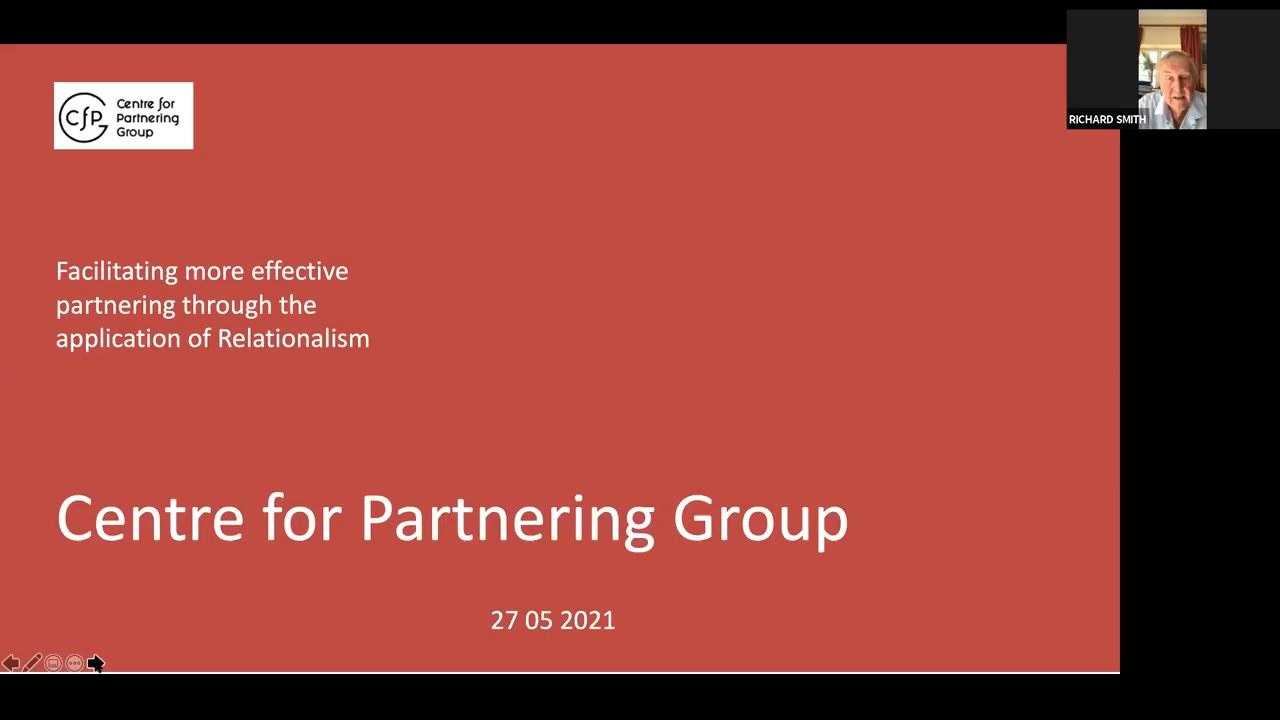 CfP
Centre for
Partnering
Group
RICHARD SMITH
Facilitating more effective
partnering through the
application of Relationalism
Centre for Partnering Group
27 05 2021